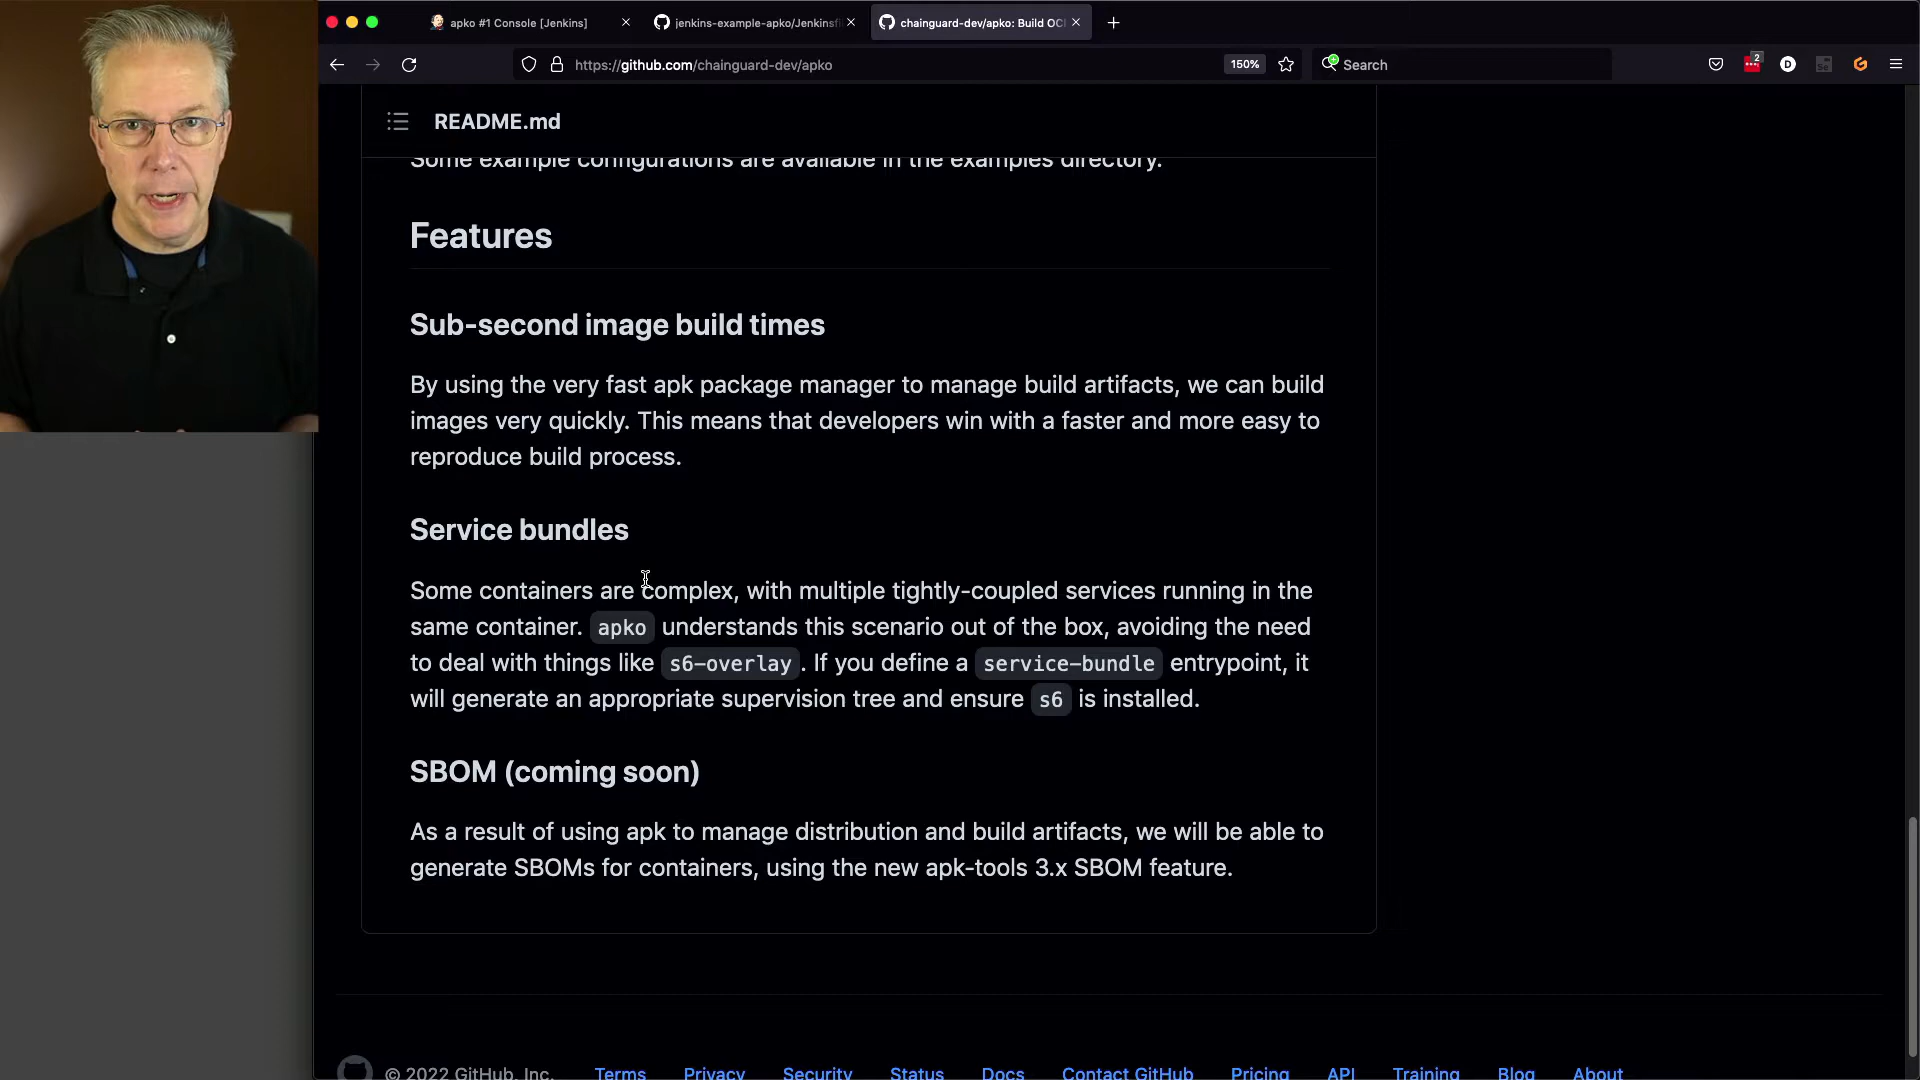 apko #1 Console [Jenkins]
jenkins-example-apko/Jenkinsfi
chainguard-dev/apko: Build OC
https://github.com/chainguard-dev/apko
150%
Search
2
D
README.md
Some example configurations are available in the examples directory.
Features
Sub-second image build times
By using the very fast apk package manager to manage build artifacts, we can build
images very quickly. This means that developers win with a faster and more easy to
reproduce build process.
Service bundles
Some containers are complex, with multiple tightly-coupled services running in the
same container. apko understands this scenario out of the box, avoiding the need
to deal with things like s6-overlay. If you define a service-bundle entrypoint, it
will generate an appropriate supervision tree and ensure s6 is installed.
SBOM (coming soon)
As a result of using apk to manage distribution and build artifacts, we will be able to
generate SBOMs for containers, using the new apk-tools 3.x SBOM feature.
© 2022 GitHub, Inc. Terms Privacy Security Status Docs Contact GitHub Pricing API Training Blog About